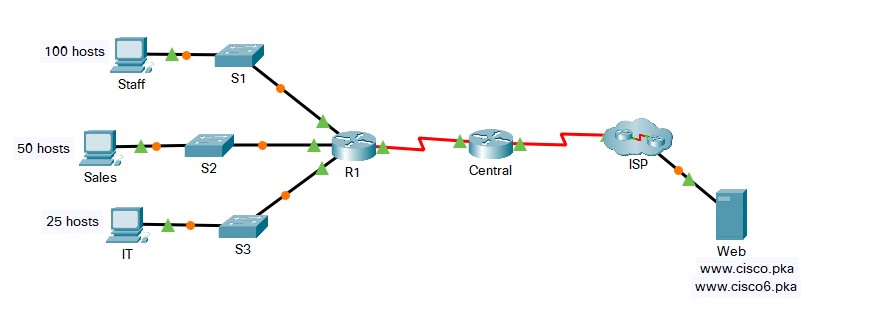 100 hosts
Staff
S1
50 hosts
Sales
S2
R1
Central
ISP
25 hosts
IT
S3
Web
www.cisco.pka
www.cisco6.pka